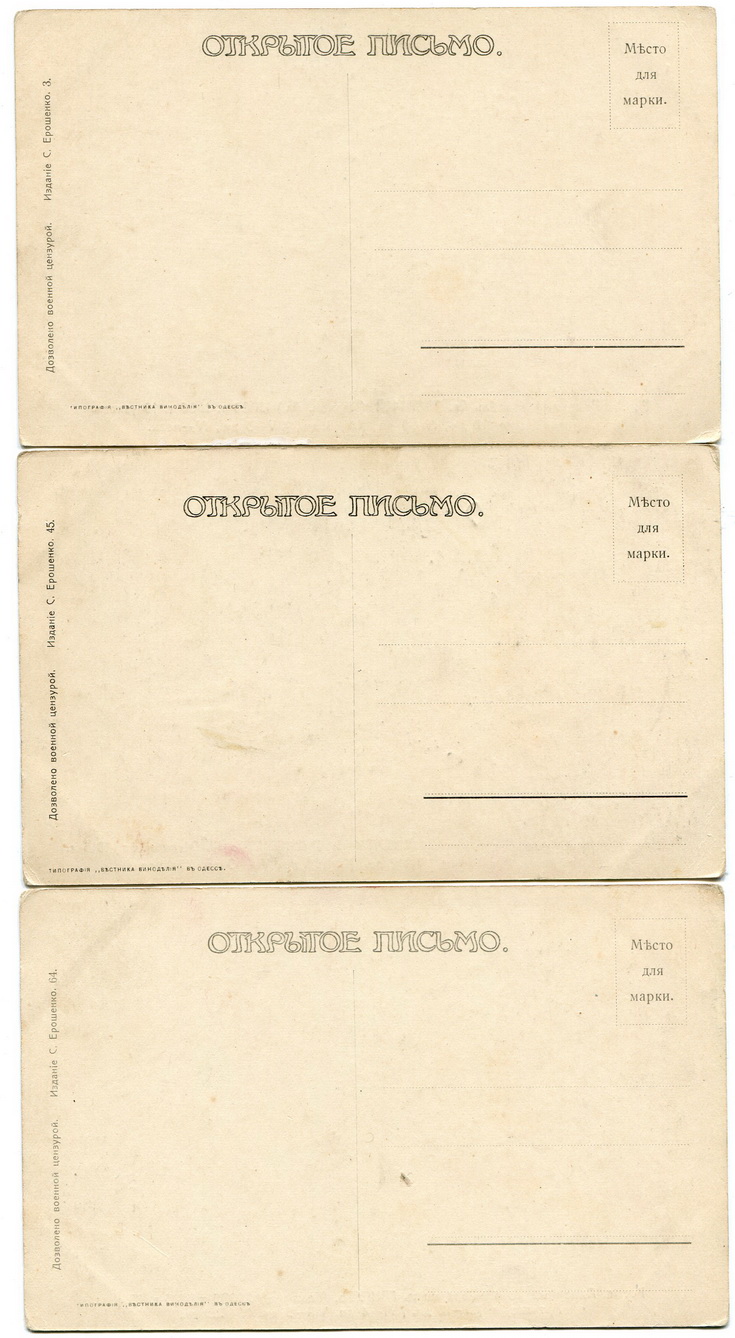 ОТКРЫТОЕ ПИСЬМО.
Мѣсто
для
марки.
Дозволено военной цензурой. Изданіе С. Ерошенко. 3.
ТИПОГРАФІЯ ,,ВѢСТНИКА ВИНОДѢЛІЯ'' ВЪ ОДЕССѢ.
ОТКРЫТОЕ ПИСЬМО.
Мѣсто
для
марки.
Дозволено военной цензурой. Изданіе С. Ерошенко. 45.
ТИПОГРАФІЯ ,,ВѢСТНИКА ВИНОДѢЛІЯ'' ВЪ ОДЕССѢ.
ОТКРЫТОЕ ПИСЬМО.
Мѣсто
для
марки.
Дозволено военной цензурой. Изданіе С. Ерошенко. 64.
ТИПОГРАФІЯ ,,ВѢСТНИКА ВИНОДѢЛІЯ'' ВЪ ОДЕССѢ.